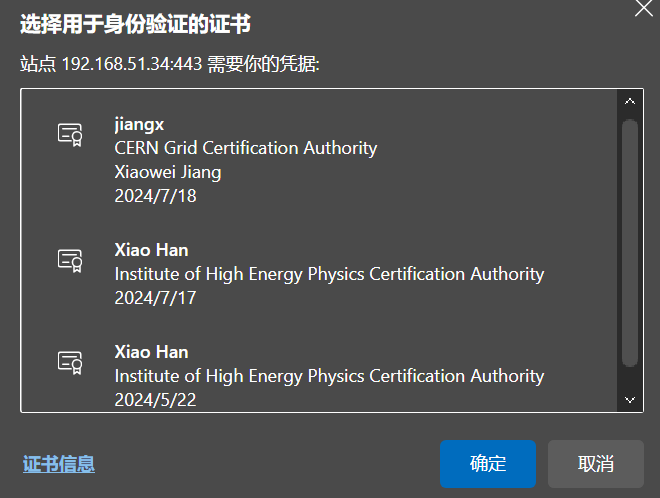 选择用于身份验证的证书
站点 192.168.51.34:443 需要你的凭据:
jiangx
CERN Grid Certification Authority
Xiaowei Jiang
2024/7/18
Xiao Han
Institute of High Energy Physics Certification Authority
2024/7/17
Xiao Han
Institute of High Energy Physics Certification Authority
2024/5/22
证书信息
确定
取消